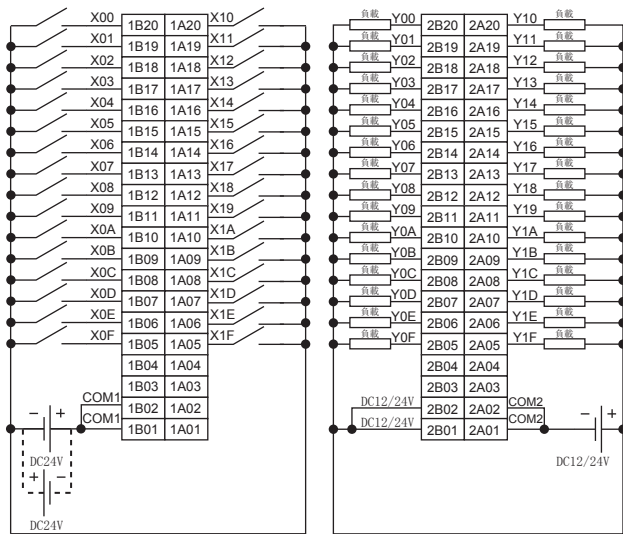 X00 1B20 1A20 X10
X01 1B19 1A19 X11
X02 1B18 1A18 X12
X03 1B17 1A17 X13
X04 1B16 1A16 X14
X05 1B15 1A15 X15
X06 1B14 1A14 X16
X07 1B13 1A13 X17
X08 1B12 1A12 X18
X09 1B11 1A11 X19
X0A 1B10 1A10 X1A
X0B 1B09 1A09 X1B
X0C 1B08 1A08 X1C
X0D 1B07 1A07 X1D
X0E 1B06 1A06 X1E
X0F 1B05 1A05 X1F
1B04 1A04
1B03 1A03
COM1 1B02 1A02
COM1 1B01 1A01
− +
DC24V
+ −
DC24V
負載 Y00 2B20 2A20 Y10 負載
負載 Y01 2B19 2A19 Y11 負載
負載 Y02 2B18 2A18 Y12 負載
負載 Y03 2B17 2A17 Y13 負載
負載 Y04 2B16 2A16 Y14 負載
負載 Y05 2B15 2A15 Y15 負載
負載 Y06 2B14 2A14 Y16 負載
負載 Y07 2B13 2A13 Y17 負載
負載 Y08 2B12 2A12 Y18 負載
負載 Y09 2B11 2A11 Y19 負載
負載 Y0A 2B10 2A10 Y1A 負載
負載 Y0B 2B09 2A09 Y1B 負載
負載 Y0C 2B08 2A08 Y1C 負載
負載 Y0D 2B07 2A07 Y1D 負載
負載 Y0E 2B06 2A06 Y1E 負載
負載 Y0F 2B05 2A05 Y1F 負載
2B04 2A04
2B03 2A03
DC12/24V 2B02 2A02 COM2
DC12/24V 2B01 2A01 COM2
− +
DC12/24V